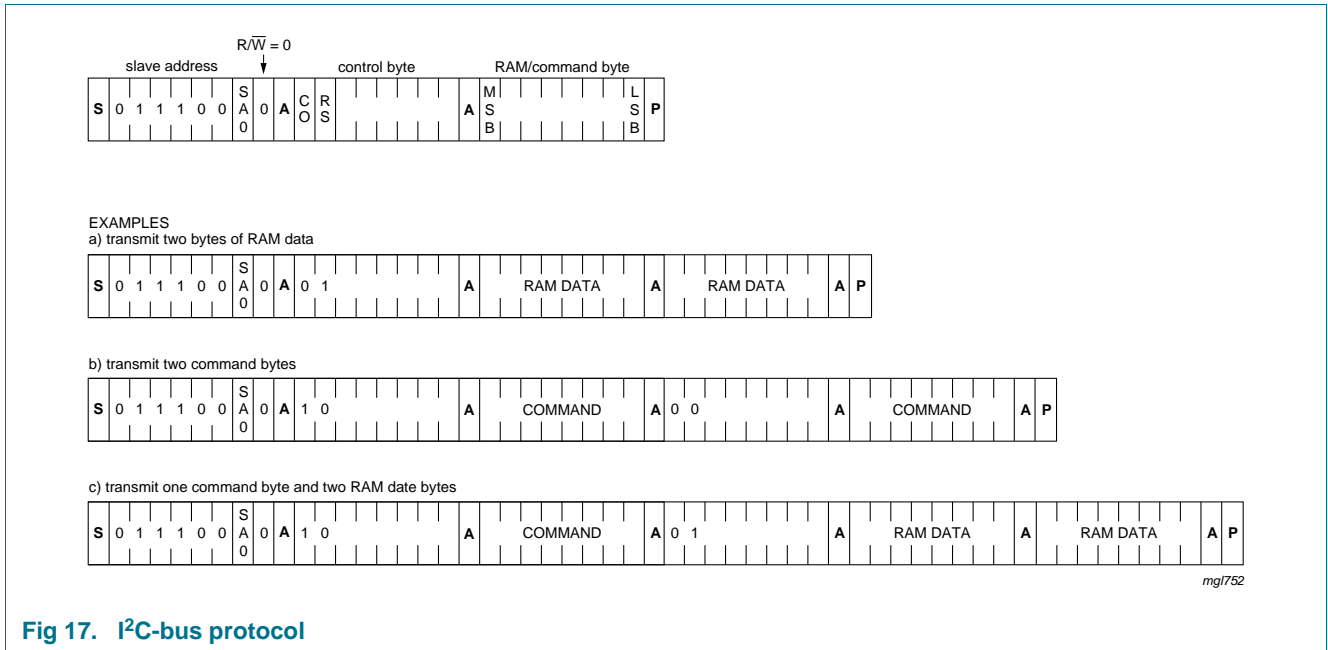 R/W̅ = 0
slave address control byte RAM/command byte
S 0 1 1 1 0 0 SA0 0 A CO RS A MSB LSB P
EXAMPLES
a) transmit two bytes of RAM data
S 0 1 1 1 0 0 SA0 0 A 0 1 A RAM DATA A RAM DATA A P
b) transmit two command bytes
S 0 1 1 1 0 0 SA0 0 A 1 0 A COMMAND A 0 0 A COMMAND A P
c) transmit one command byte and two RAM date bytes
S 0 1 1 1 0 0 SA0 0 A 1 0 A COMMAND A 0 1 A RAM DATA A RAM DATA A P
mgl752
Fig 17. I²C-bus protocol